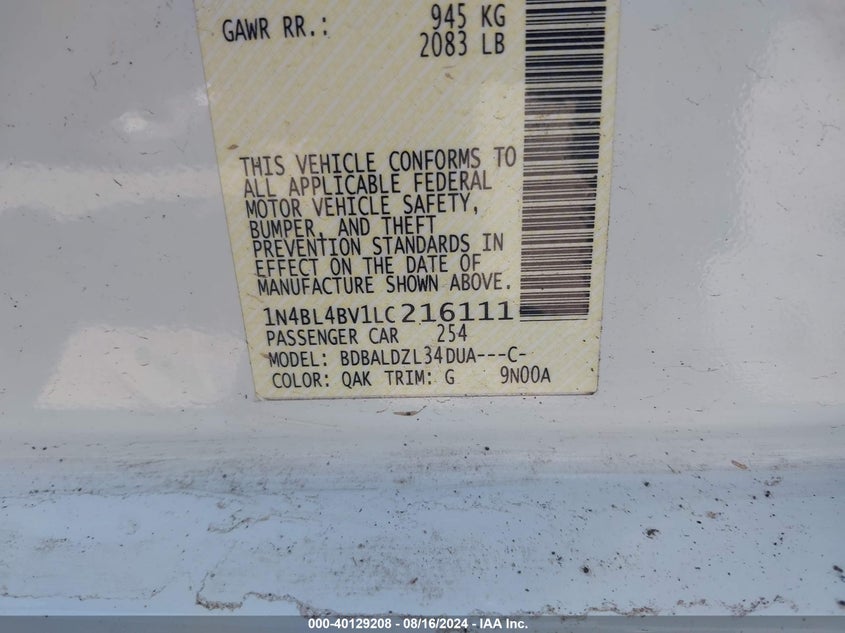 GAWR RR.: 945 KG
2083 LB
THIS VEHICLE CONFORMS TO
ALL APPLICABLE FEDERAL
MOTOR VEHICLE SAFETY,
BUMPER, AND THEFT
PREVENTION STANDARDS IN
EFFECT ON THE DATE OF
MANUFACTURE SHOWN ABOVE.
1N4BL4BV1LC216111
PASSENGER CAR 254
MODEL: BDBALDZL34DUA---C-
COLOR: QAK TRIM: G 9N00A
000-40129208 - 08/16/2024 - IAA Inc.